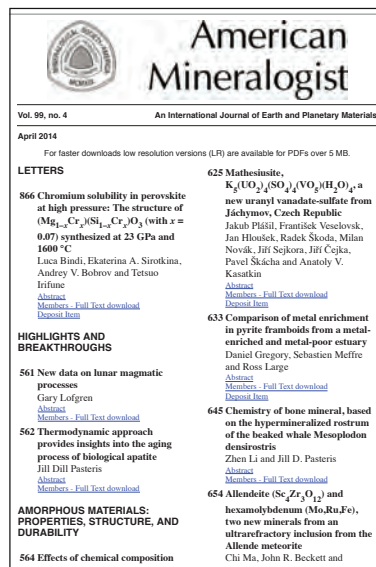 American
Mineralogist
Vol. 99, no. 4 An International Journal of Earth and Planetary Materials
April 2014
For faster downloads low resolution versions (LR) are available for PDFs over 5 MB.
LETTERS
866 Chromium solubility in perovskite
at high pressure: The structure of
(Mg1–xCrx)(Si1–xCrx)O3 (with x =
0.07) synthesized at 23 GPa and
1600 °C
Luca Bindi, Ekaterina A. Sirotkina,
Andrey V. Bobrov and Tetsuo
Irifune
Abstract
Members - Full Text download
Deposit Item
HIGHLIGHTS AND
BREAKTHROUGHS
561 New data on lunar magmatic
processes
Gary Lofgren
Abstract
Members - Full Text download
562 Thermodynamic approach
provides insights into the aging
process of biological apatite
Jill Dill Pasteris
Abstract
Members - Full Text download
AMORPHOUS MATERIALS:
PROPERTIES, STRUCTURE, AND
DURABILITY
564 Effects of chemical composition
625 Mathesiusite,
K5(UO2)4(SO4)4(VO5)(H2O)4, a
new uranyl vanadate-sulfate from
Jáchymov, Czech Republic
Jakub Plášil, František Veselovsk,
Jan Hloušek, Radek Škoda, Milan
Novák, Jiří Sejkora, Jiří Čejka,
Pavel Škácha and Anatoly V.
Kasatkin
Abstract
Members - Full Text download
Deposit Item
633 Comparison of metal enrichment
in pyrite framboids from a metal-
enriched and metal-poor estuary
Daniel Gregory, Sebastien Meffre
and Ross Large
Abstract
Members - Full Text download
Deposit Item
645 Chemistry of bone mineral, based
on the hypermineralized rostrum
of the beaked whale Mesoplodon
densirostris
Zhen Li and Jill D. Pasteris
Abstract
Members - Full Text download
654 Allendeite (Sc4Zr3O12) and
hexamolybdenum (Mo,Ru,Fe),
two new minerals from an
ultrarefractory inclusion from the
Allende meteorite
Chi Ma, John R. Beckett and